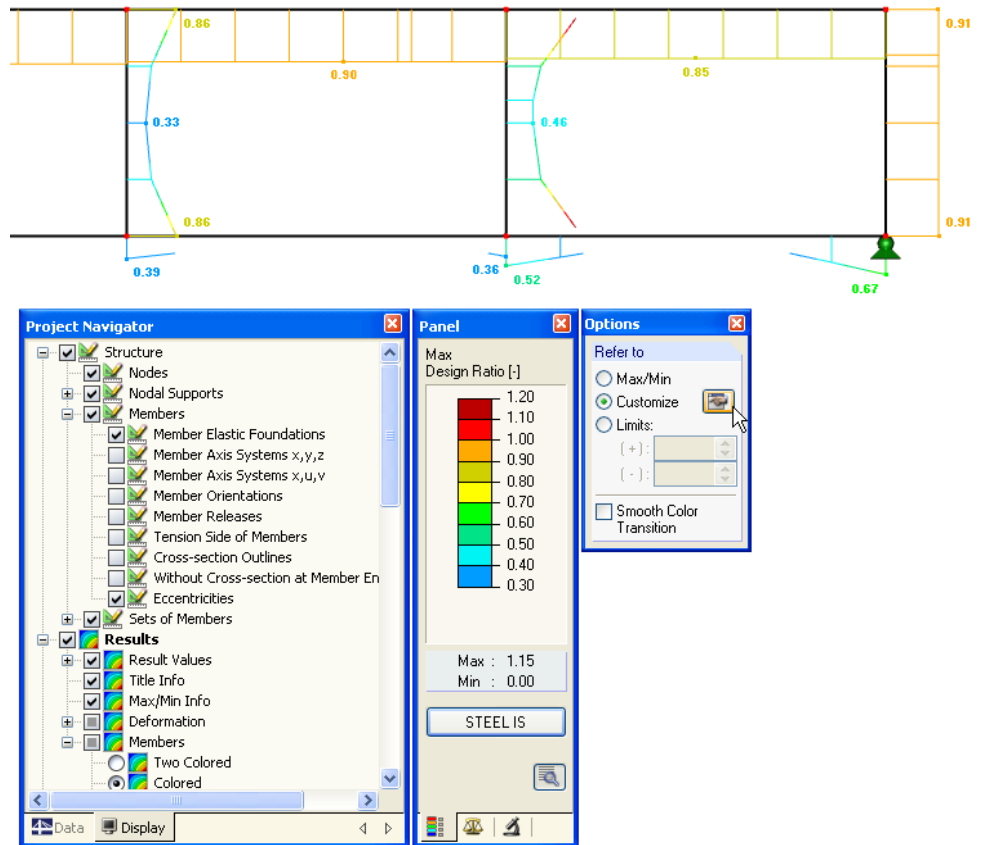 0.86
0.91
0.90
0.85
0.33
0.46
0.86
0.91
0.39
0.36
0.52
0.67
Project Navigator
Structure
Nodes
Nodal Supports
Members
Member Elastic Foundations
Member Axis Systems x,y,z
Member Axis Systems x,u,v
Member Orientations
Member Releases
Tension Side of Members
Cross-section Outlines
Without Cross-section at Member En
Eccentricities
Sets of Members
Results
Result Values
Title Info
Max/Min Info
Deformation
Members
Two Colored
Colored
Data
Display
Panel
Max
Design Ratio [-]
1.20
1.10
1.00
0.90
0.80
0.70
0.60
0.50
0.40
0.30
Max : 1.15
Min : 0.00
STEEL IS
Options
Refer to
Max/Min
Customize
Limits:
(+):
(-):
Smooth Color
Transition